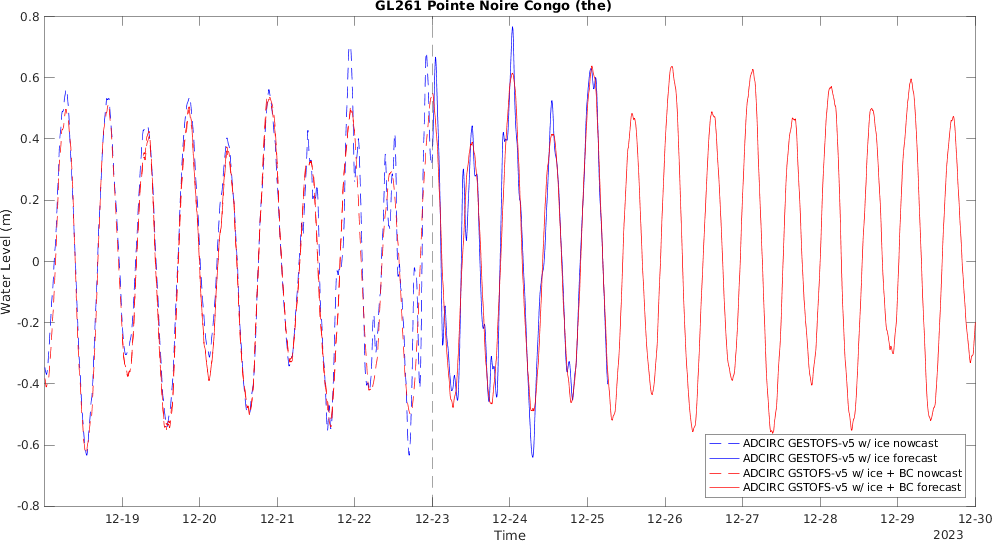 GL261 Pointe Noire Congo (the)
0.8
0.6
0.4
0.2
0
-0.2
-0.4
-0.6
-0.8
Water Level (m)
12-19 12-20 12-21 12-22 12-23 12-24 12-25 12-26 12-27 12-28 12-29 12-30
Time
2023
ADCIRC GESTOFS-v5 w/ ice nowcast
ADCIRC GESTOFS-v5 w/ ice forecast
ADCIRC GSTOFS-v5 w/ ice + BC nowcast
ADCIRC GSTOFS-v5 w/ ice + BC forecast